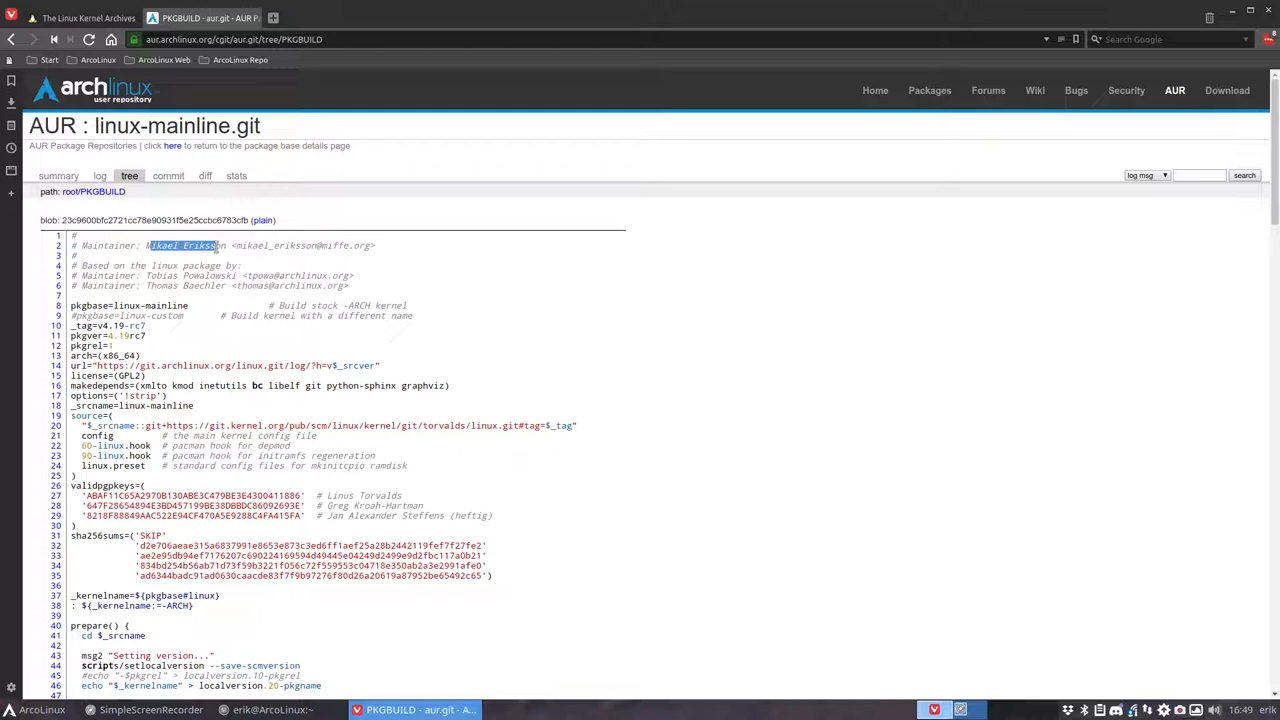 The Linux Kernel Archives
PKGBUILD - aur.git - AUR P
aur.archlinux.org/cgit/aur.git/tree/PKGBUILD
Search Google
8
Start ArcoLinux ArcoLinux Web ArcoLinux Repo
archlinux
user repository
Home Packages Forums Wiki Bugs Security AUR Download
AUR : linux-mainline.git
AUR Package Repositories | click here to return to the package base details page
summary log tree commit diff stats
log msg search
path: root/PKGBUILD
blob: 23c9600bfc2721cc78e90931f5e25ccbc6783cfb (plain)
1 #
2 # Maintainer: Mikael Eriksson <mikael_eriksson@miffe.org>
3 #
4 # Based on the linux package by:
5 # Maintainer: Tobias Powalowski <tpowa@archlinux.org>
6 # Maintainer: Thomas Baechler <thomas@archlinux.org>
7
8 pkgbase=linux-mainline # Build stock -ARCH kernel
9 #pkgbase=linux-custom # Build kernel with a different name
10 _tag=v4.19-rc7
11 pkgver=4.19rc7
12 pkgrel=1
13 arch=(x86_64)
14 url="https://git.archlinux.org/linux.git/log/?h=v$_srcver"
15 license=(GPL2)
16 makedepends=(xmlto kmod inetutils bc libelf git python-sphinx graphviz)
17 options=('!strip')
18 _srcname=linux-mainline
19 source=(
20 "$_srcname::git+https://git.kernel.org/pub/scm/linux/kernel/git/torvalds/linux.git#tag=$_tag"
21 config # the main kernel config file
22 60-linux.hook # pacman hook for depmod
23 90-linux.hook # pacman hook for initramfs regeneration
24 linux.preset # standard config files for mkinitcpio ramdisk
25 )
26 validpgpkeys=(
27 'ABAF11C65A2970B130ABE3C479BE3E4300411886' # Linus Torvalds
28 '647F28654894E3BD457199BE38DBBDC86092693E' # Greg Kroah-Hartman
29 '8218F88849AAC522E94CF470A5E9288C4FA415FA' # Jan Alexander Steffens (heftig)
30 )
31 sha256sums=('SKIP'
32 'd2e706aeae315a6837991e8653e873c3ed6ff1aef25a28b2442119fef7f27fe2'
33 'ae2e95db94ef7176207c690224169594d49445e04249d2499e9d2fbc117a0b21'
34 '834bd254b56ab71d73f59b3221f056c72f559553c04718e350ab2a3e2991afe0'
35 'ad6344badc91ad0630caacde83f7f9b97276f80d26a20619a87952be65492c65')
36
37 _kernelname=${pkgbase#linux}
38 : ${_kernelname:=-ARCH}
39
40 prepare() {
41 cd $_srcname
42
43 msg2 "Setting version..."
44 scripts/setlocalversion --save-scmversion
45 #echo "-$pkgrel" > localversion.10-pkgrel
46 echo "$_kernelname" > localversion.20-pkgname
47
ArcoLinux SimpleScreenRecorder erik@ArcoLinux:~ PKGBUILD - aur.git - A... 16:49 erik